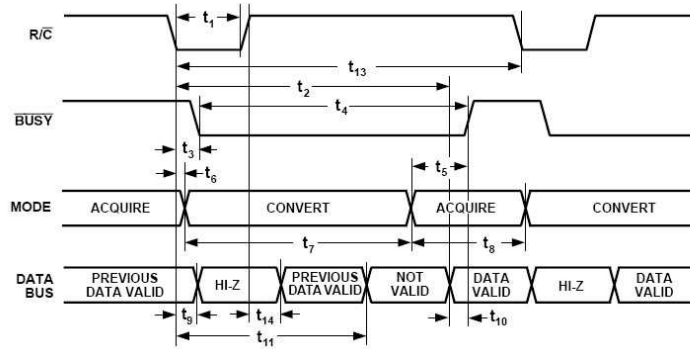 R/C̅
t1
t13
t2
t4
B̅U̅S̅Y̅
t3
t5
t6
MODE
ACQUIRE
CONVERT
ACQUIRE
CONVERT
t7
t8
DATA BUS
PREVIOUS DATA VALID
HI-Z
PREVIOUS DATA VALID
NOT VALID
DATA VALID
HI-Z
DATA VALID
t9
t14
t10
t11